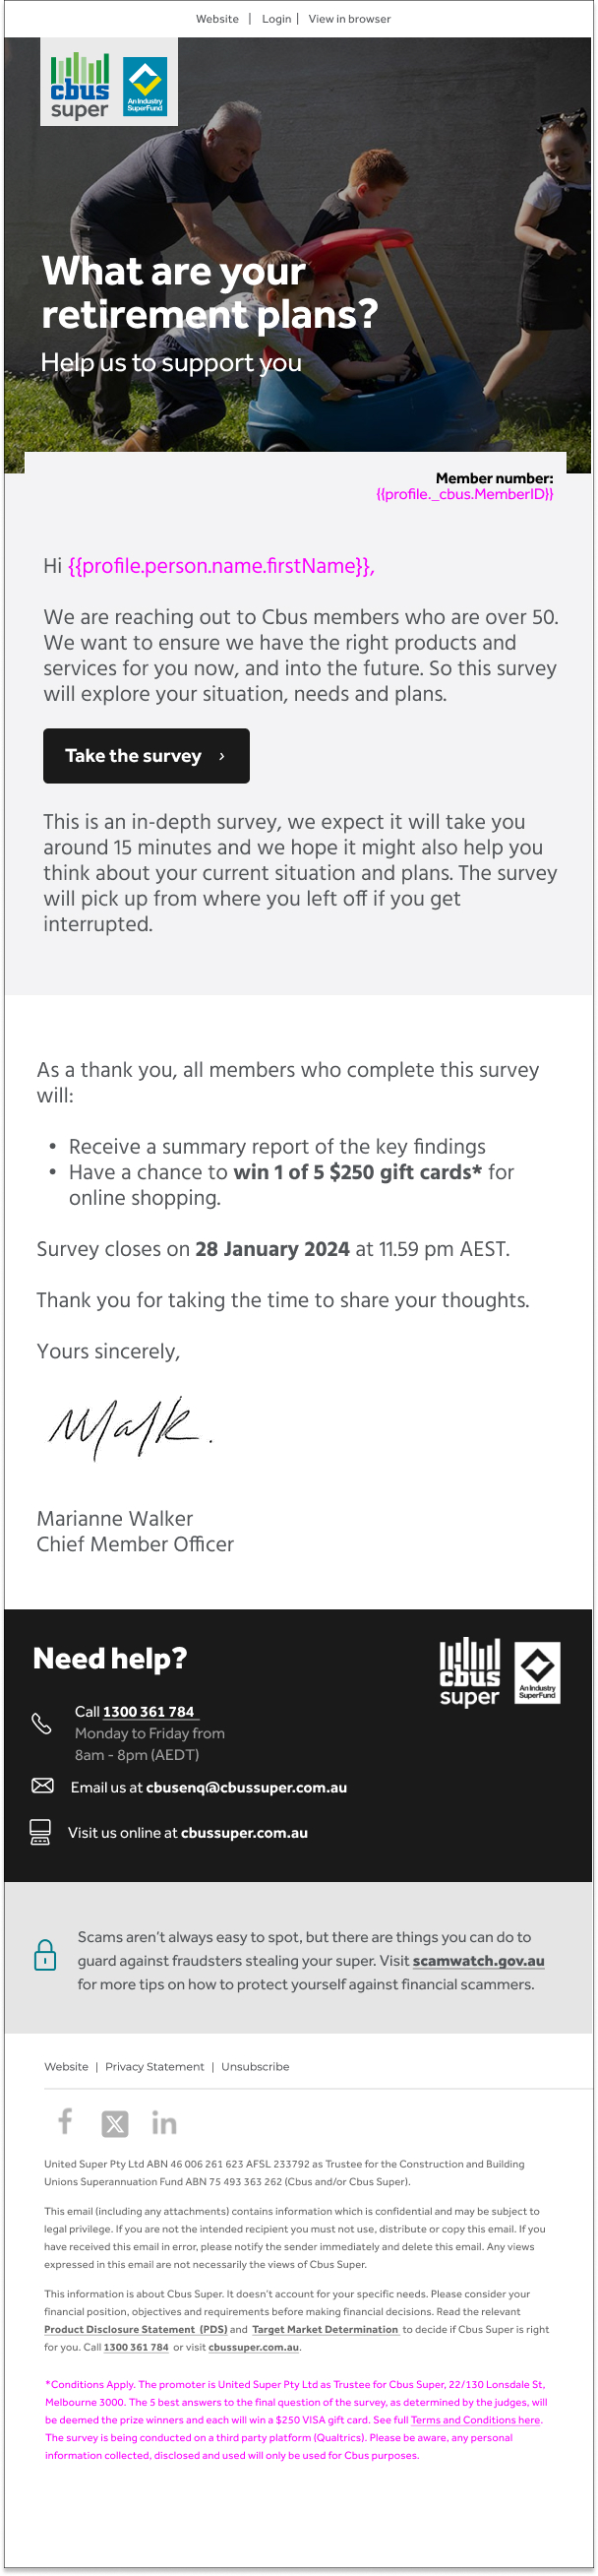 Website | Login | View in browser
cbus
super
An Industry
SuperFund
What are your
retirement plans?
Help us to support you
Member number:
{{profile._cbus.MemberID}}
Hi {{profile.person.name.firstName}},
We are reaching out to Cbus members who are over 50.
We want to ensure we have the right products and
services for you now, and into the future. So this survey
will explore your situation, needs and plans.
Take the survey ›
This is an in-depth survey, we expect it will take you
around 15 minutes and we hope it might also help you
think about your current situation and plans. The survey
will pick up from where you left off if you get
interrupted.
As a thank you, all members who complete this survey
will:
• Receive a summary report of the key findings
• Have a chance to win 1 of 5 $250 gift cards* for
online shopping.
Survey closes on 28 January 2024 at 11.59 pm AEST.
Thank you for taking the time to share your thoughts.
Yours sincerely,
Marianne Walker
Chief Member Officer
Need help?
cbus
super
An Industry
SuperFund
Call 1300 361 784
Monday to Friday from
8am - 8pm (AEDT)
Email us at cbusenq@cbussuper.com.au
Visit us online at cbussuper.com.au
Scams aren't always easy to spot, but there are things you can do to
guard against fraudsters stealing your super. Visit scamwatch.gov.au
for more tips on how to protect yourself against financial scammers.
Website | Privacy Statement | Unsubscribe
United Super Pty Ltd ABN 46 006 261 623 AFSL 233792 as Trustee for the Construction and Building
Unions Superannuation Fund ABN 75 493 363 262 (Cbus and/or Cbus Super).
This email (including any attachments) contains information which is confidential and may be subject to
legal privilege. If you are not the intended recipient you must not use, distribute or copy this email. If you
have received this email in error, please notify the sender immediately and delete this email. Any views
expressed in this email are not necessarily the views of Cbus Super.
This information is about Cbus Super. It doesn't account for your specific needs. Please consider your
financial position, objectives and requirements before making financial decisions. Read the relevant
Product Disclosure Statement (PDS) and Target Market Determination to decide if Cbus Super is right
for you. Call 1300 361 784 or visit cbussuper.com.au.
*Conditions Apply. The promoter is United Super Pty Ltd as Trustee for Cbus Super, 22/130 Lonsdale St,
Melbourne 3000. The 5 best answers to the final question of the survey, as determined by the judges, will
be deemed the prize winners and each will win a $250 VISA gift card. See full Terms and Conditions here.
The survey is being conducted on a third party platform (Qualtrics). Please be aware, any personal
information collected, disclosed and used will only be used for Cbus purposes.